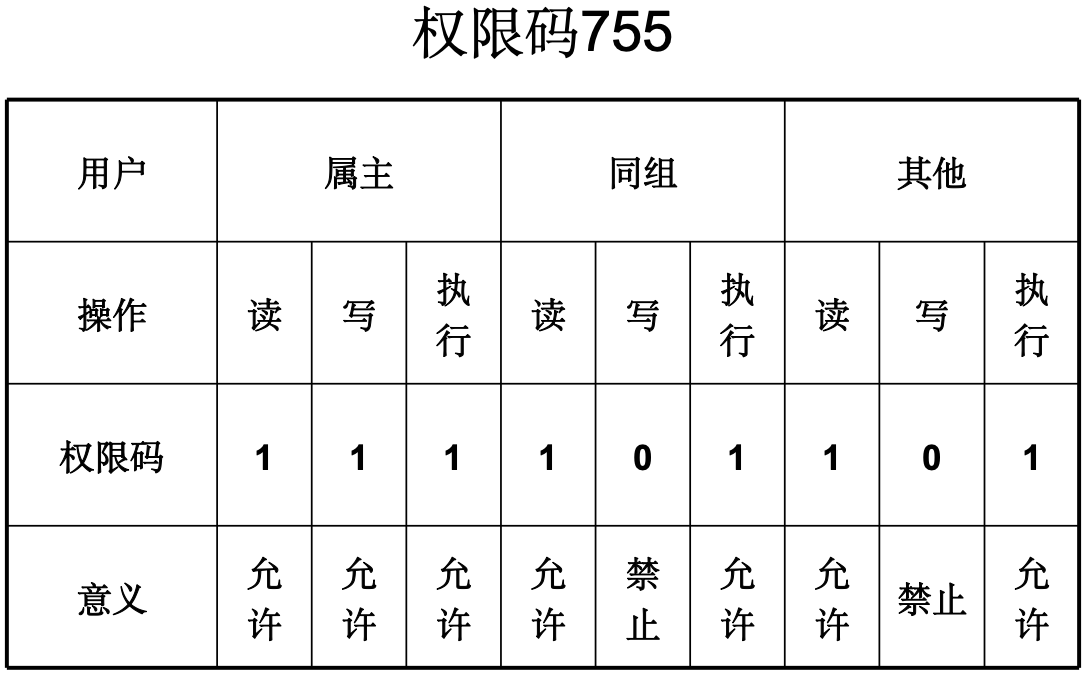 权限码755
用户 属主 同组 其他
操作 读 写 执行 读 写 执行 读 写 执行
权限码 1 1 1 1 0 1 1 0 1
意义 允许 允许 允许 允许 禁止 允许 允许 禁止 允许